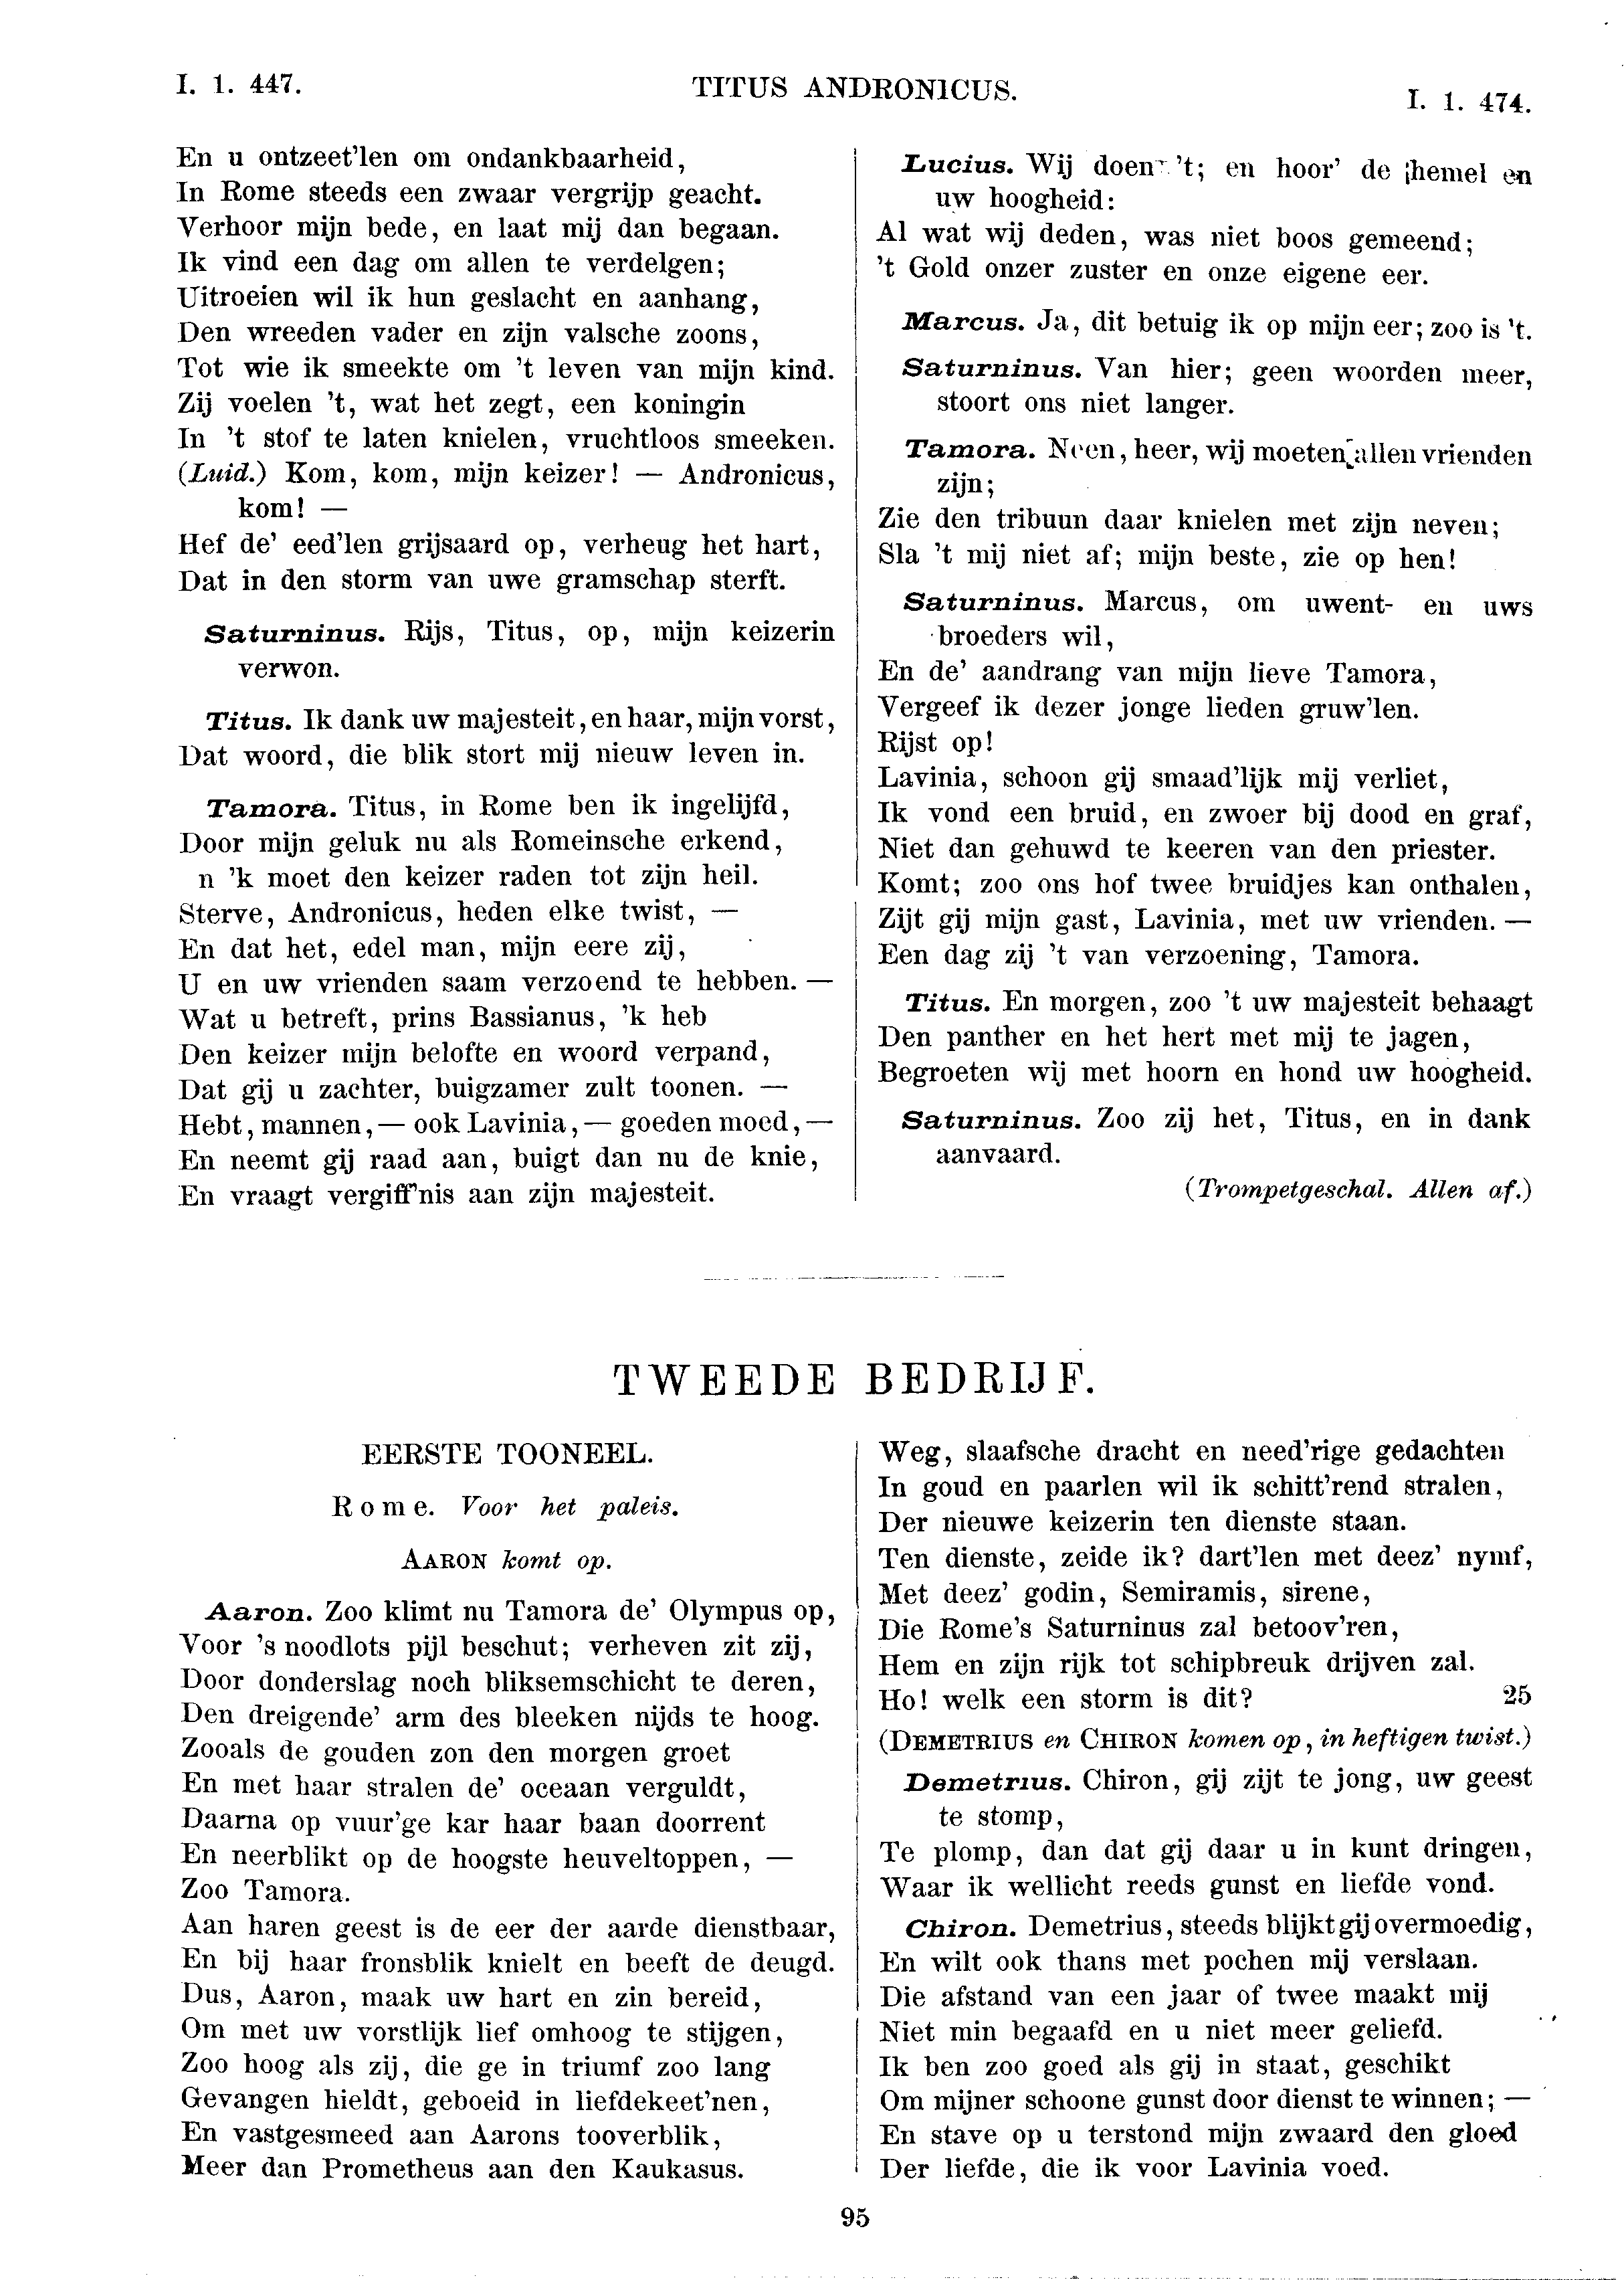 I. 1. 447.
TITUS ANDRONICUS.
I. 1. 474.
En u ontzeet'len om ondankbaarheid,
In Rome steeds een zwaar vergrijp geacht.
Verhoor mijn bede, en laat mij dan begaan.
Ik vind een dag om allen te verdelgen;
Uitroeien wil ik hun geslacht en aanhang,
Den wreeden vader en zijn valsche zoons,
Tot wie ik smeekte om 't leven van mijn kind.
Zij voelen 't, wat het zegt, een koningin
In 't stof te laten knielen, vruchtloos smeeken.
(Luid.) Kom, kom, mijn keizer! — Andronicus,
kom! —
Hef de' eed'len grijsaard op, verheug het hart,
Dat in den storm van uwe gramschap sterft.
Saturninus. Rijs, Titus, op, mijn keizerin
verwon.
Titus. Ik dank uw majesteit, en haar, mijn vorst,
Dat woord, die blik stort mij nieuw leven in.
Tamora. Titus, in Rome ben ik ingelijfd,
Door mijn geluk nu als Romeinsche erkend,
n 'k moet den keizer raden tot zijn heil.
Sterve, Andronicus, heden elke twist, —
En dat het, edel man, mijn eere zij,
U en uw vrienden saam verzoend te hebben. —
Wat u betreft, prins Bassianus, 'k heb
Den keizer mijn belofte en woord verpand,
Dat gij u zachter, buigzamer zult toonen. —
Hebt, mannen, — ook Lavinia, — goeden moed, —
En neemt gij raad aan, buigt dan nu de knie,
En vraagt vergiff'nis aan zijn majesteit.
Lucius. Wij doen 't; en hoor' de hemel en
uw hoogheid:
Al wat wij deden, was niet boos gemeend;
't Gold onzer zuster en onze eigene eer.
Marcus. Ja, dit betuig ik op mijn eer; zoo is 't.
Saturninus. Van hier; geen woorden meer,
stoort ons niet langer.
Tamora. Neen, heer, wij moeten allen vrienden
zijn;
Zie den tribuun daar knielen met zijn neven;
Sla 't mij niet af; mijn beste, zie op hen!
Saturninus. Marcus, om uwent- en uws
broeders wil,
En de' aandrang van mijn lieve Tamora,
Vergeef ik dezer jonge lieden gruw'len.
Rijst op!
Lavinia, schoon gij smaad'lijk mij verliet,
Ik vond een bruid, en zwoer bij dood en graf,
Niet dan gehuwd te keeren van den priester.
Komt; zoo ons hof twee bruidjes kan onthalen,
Zijt gij mijn gast, Lavinia, met uw vrienden. —
Een dag zij 't van verzoening, Tamora.
Titus. En morgen, zoo 't uw majesteit behaagt
Den panther en het hert met mij te jagen,
Begroeten wij met hoorn en hond uw hoogheid.
Saturninus. Zoo zij het, Titus, en in dank
aanvaard.
(Trompetgeschal. Allen af.)
TWEEDE BEDRIJF.
EERSTE TOONEEL.
Rome. Voor het paleis.
AARON komt op.
Aaron. Zoo klimt nu Tamora de' Olympus op,
Voor 's noodlots pijl beschut; verheven zit zij,
Door donderslag noch bliksemschicht te deren,
Den dreigende' arm des bleeken nijds te hoog.
Zooals de gouden zon den morgen groet
En met haar stralen de' oceaan verguldt,
Daarna op vuur'ge kar haar baan doorrent
En neerblikt op de hoogste heuveltoppen, —
Zoo Tamora.
Aan haren geest is de eer der aarde dienstbaar,
En bij haar fronsblik knielt en beeft de deugd.
Dus, Aaron, maak uw hart en zin bereid,
Om met uw vorstlijk lief omhoog te stijgen,
Zoo hoog als zij, die ge in triumf zoo lang
Gevangen hieldt, geboeid in liefdekeet'nen,
En vastgesmeed aan Aarons tooverblik,
Meer dan Prometheus aan den Kaukasus.
Weg, slaafsche dracht en need'rige gedachten
In goud en paarlen wil ik schitt'rend stralen,
Der nieuwe keizerin ten dienste staan.
Ten dienste, zeide ik? dart'len met deez' nymf,
Met deez' godin, Semiramis, sirene,
Die Rome's Saturninus zal betoov'ren,
Hem en zijn rijk tot schipbreuk drijven zal.
Ho! welk een storm is dit? 25
(DEMETRIUS en CHIRON komen op, in heftigen twist.)
Demetrius. Chiron, gij zijt te jong, uw geest
te stomp,
Te plomp, dan dat gij daar u in kunt dringen,
Waar ik wellicht reeds gunst en liefde vond.
Chiron. Demetrius, steeds blijkt gij overmoedig,
En wilt ook thans met pochen mij verslaan.
Die afstand van een jaar of twee maakt mij
Niet min begaafd en u niet meer geliefd.
Ik ben zoo goed als gij in staat, geschikt
Om mijner schoone gunst door dienst te winnen; —
En stave op u terstond mijn zwaard den gloed
Der liefde, die ik voor Lavinia voed.
95